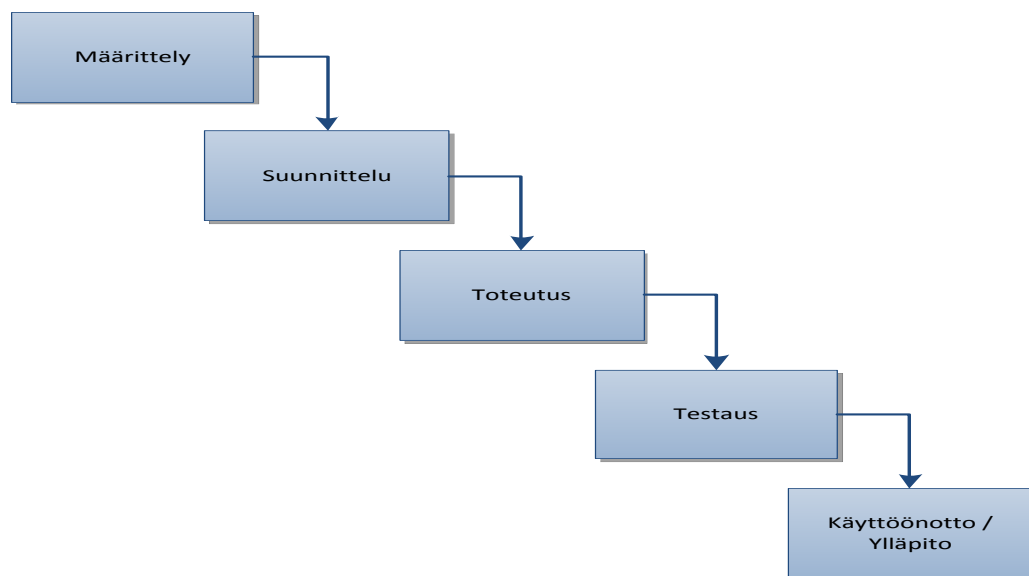 Määrittely
Suunnittelu
Toteutus
Testaus
Käyttöönotto /
Ylläpito